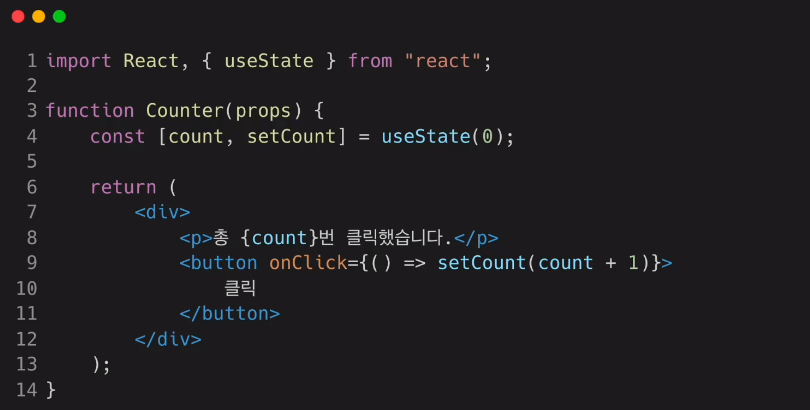 1 import React, { useState } from "react";
2
3 function Counter(props) {
4     const [count, setCount] = useState(0);
5
6     return (
7         <div>
8             <p>총 {count}번 클릭했습니다.</p>
9             <button onClick={() => setCount(count + 1)}>
10                 클릭
11             </button>
12         </div>
13     );
14 }